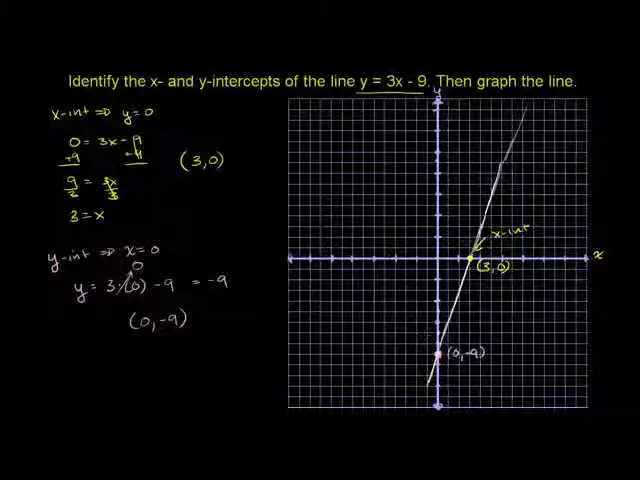 Identify the x- and y-intercepts of the line y = 3x - 9. Then graph the line.
x-int ⇒ y=0
0 = 3x - 9
+9 +9
(3,0)
9 = 3x
3 3
3 = x
y-int ⇒ x=0
0
y = 3·(0) - 9 = -9
(0,-9)
y
x-int
x
(3,0)
(0,-9)